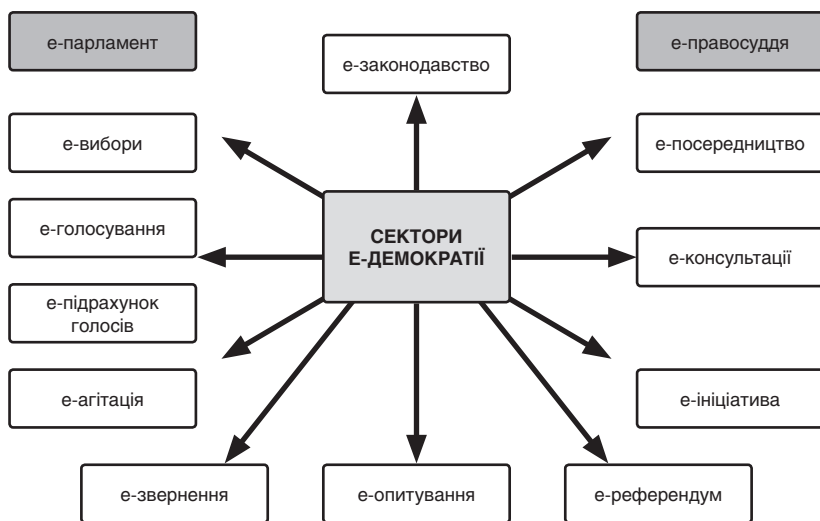 е-парламент
е-законодавство
е-правосуддя
е-вибори
е-посередництво
е-голосування
СЕКТОРИ
Е-ДЕМОКРАТІЇ
е-консультації
е-підрахунок
голосів
е-агітація
е-ініціатива
е-звернення
е-опитування
е-референдум